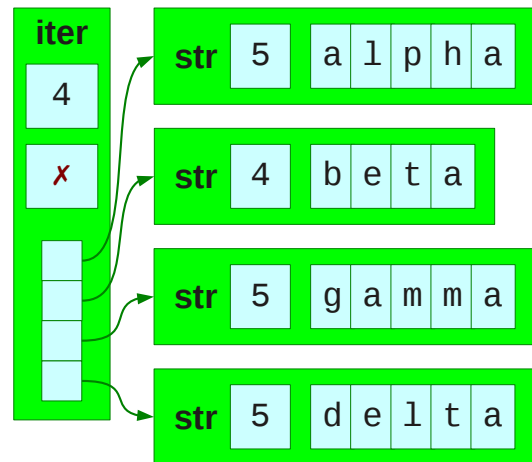 iter
4
✗
str 5 a l p h a
str 4 b e t a
str 5 g a m m a
str 5 d e l t a